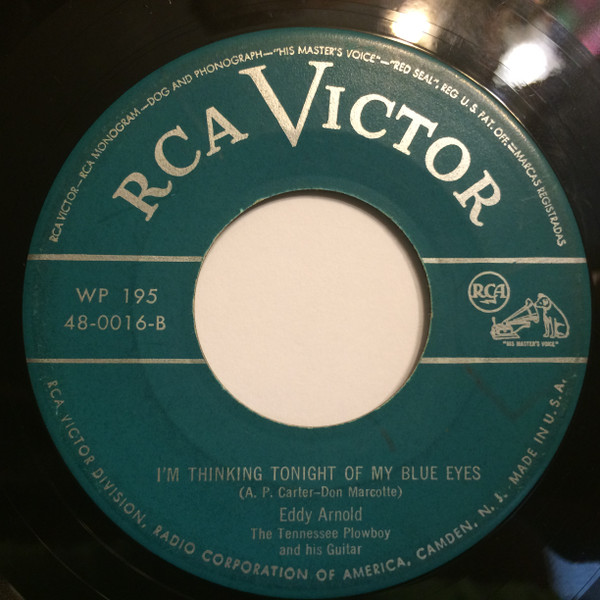 RCA VICTOR—RCA MONOGRAM—DOG AND PHONOGRAPH—"HIS MASTER'S VOICE"—"RED SEAL", REG U.S. PAT. OFF.—MARCAS REGISTRADAS
RCA VICTOR
WP 195
48-0016-B
RCA
"HIS MASTER'S VOICE"
I'M THINKING TONIGHT OF MY BLUE EYES
(A. P. Carter-Don Marcotte)
Eddy Arnold
The Tennessee Plowboy
and his Guitar
RCA VICTOR DIVISION, RADIO CORPORATION OF AMERICA, CAMDEN, N. J. MADE IN U.S.A.